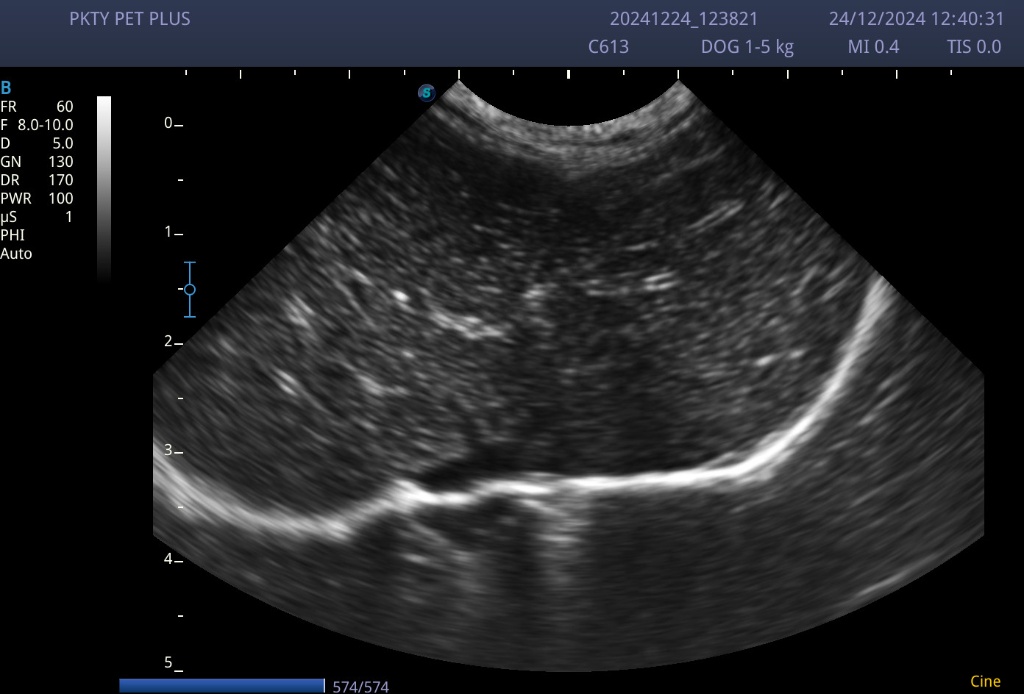 PKTY PET PLUS
20241224_123821
24/12/2024 12:40:31
C613
DOG 1-5 kg
MI 0.4
TIS 0.0
B
FR 60
F 8.0-10.0
D 5.0
GN 130
DR 170
PWR 100
µS 1
PHI
Auto
S
0
1
2
3
4
5
574/574
Cine